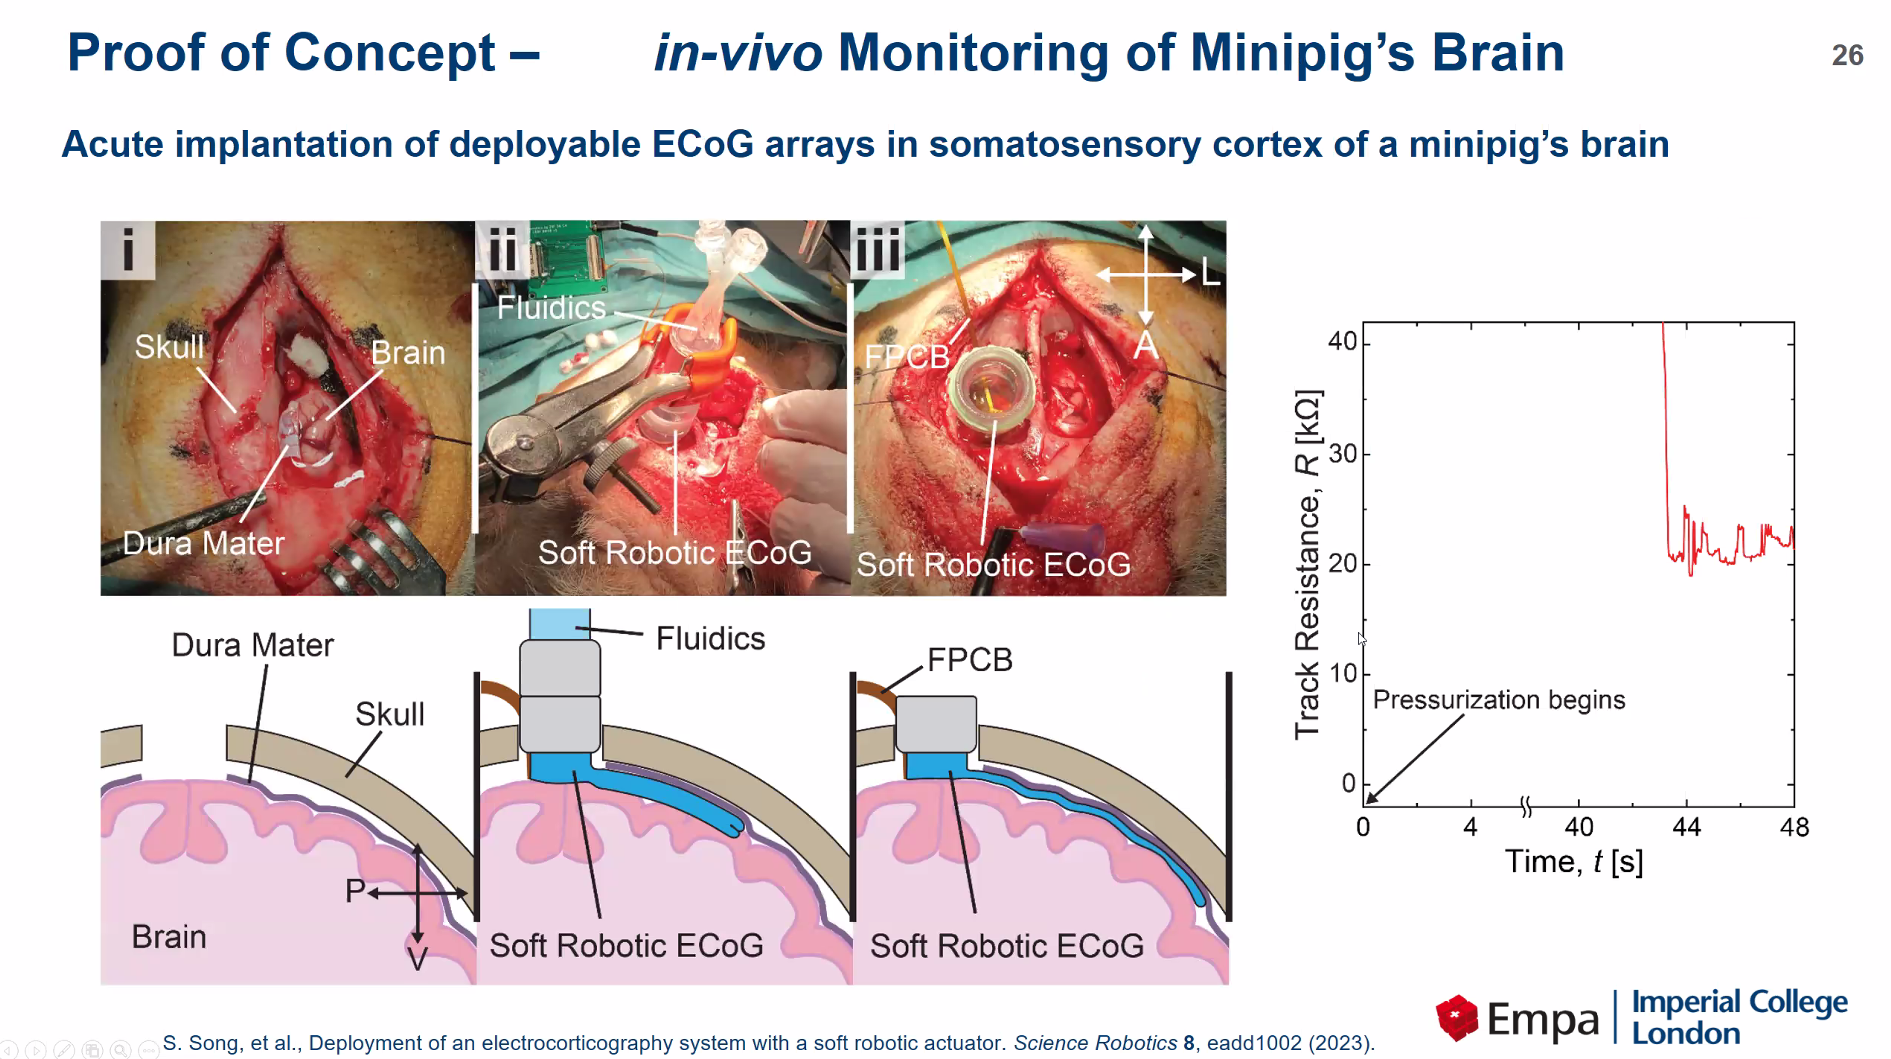 Proof of Concept – in-vivo Monitoring of Minipig’s Brain
26
Acute implantation of deployable ECoG arrays in somatosensory cortex of a minipig’s brain
i
Skull
Brain
Dura Mater
ii
Fluidics
Soft Robotic ECoG
iii
L
A
FPCB
Soft Robotic ECoG
Dura Mater
Skull
P
V
Brain
Fluidics
Soft Robotic ECoG
FPCB
Soft Robotic ECoG
Track Resistance, R [kΩ]
40
30
20
10
0
Pressurization begins
0 4 40 44 48
Time, t [s]
Empa
Imperial College
London
S. Song, et al., Deployment of an electrocorticography system with a soft robotic actuator. Science Robotics 8, eadd1002 (2023).